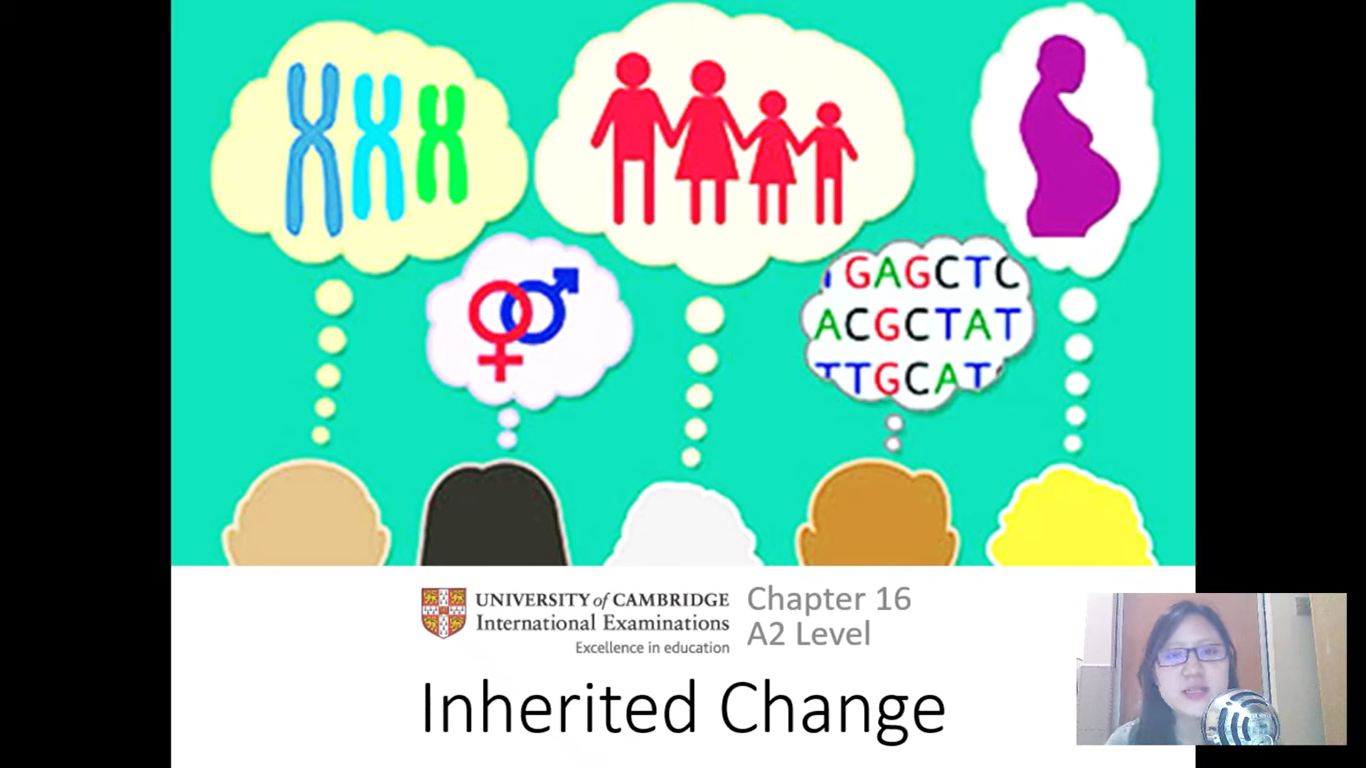 GAGCTC
ACGCTAT
TTGCAT
UNIVERSITY of CAMBRIDGE
International Examinations
Excellence in education
Chapter 16
A2 Level
Inherited Change